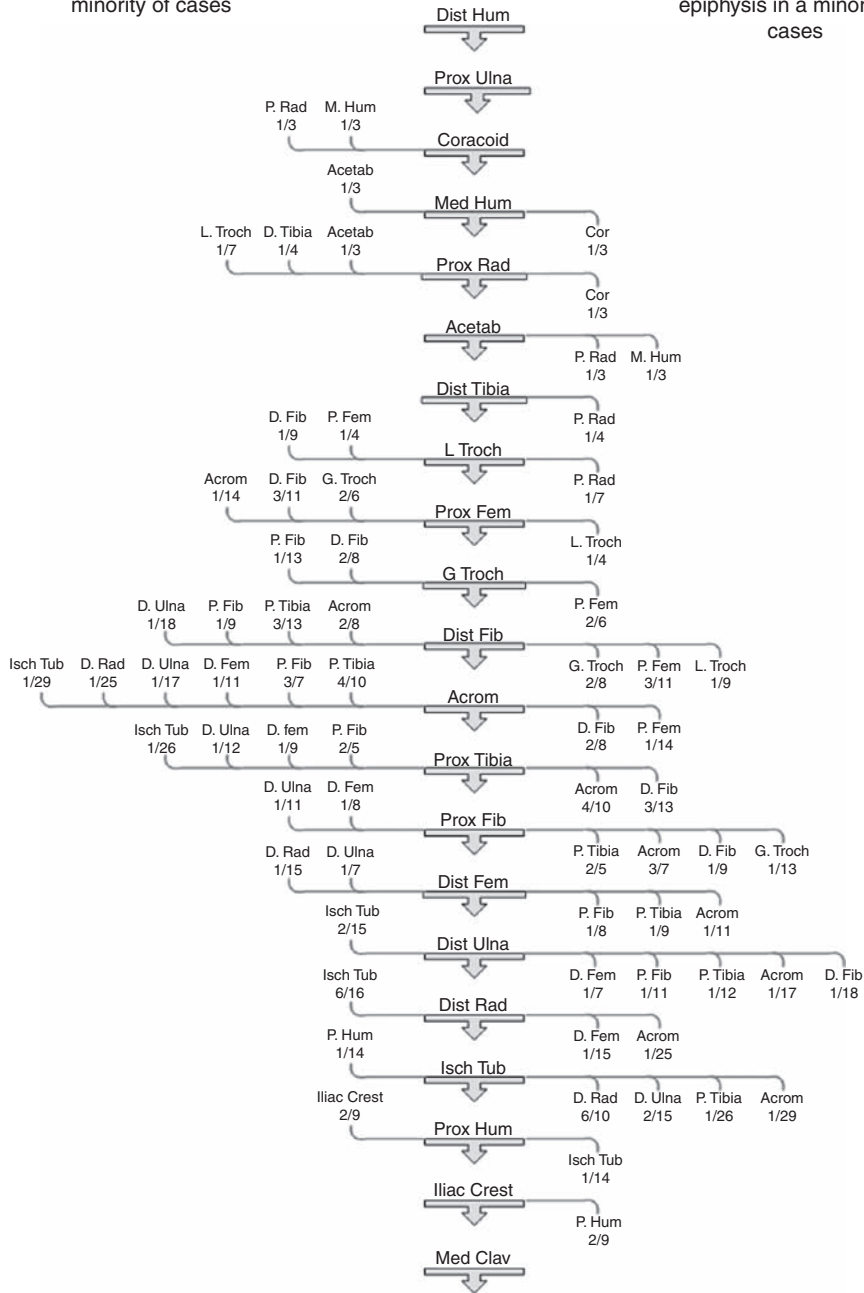 minority of cases
epiphysis in a minor
cases
Dist Hum
Prox Ulna
P. Rad M. Hum
1/3 1/3
Coracoid
Acetab
1/3
Med Hum
Cor
1/3
L. Troch D. Tibia Acetab
1/7 1/4 1/3
Prox Rad
Cor
1/3
Acetab
P. Rad M. Hum
1/3 1/3
Dist Tibia
P. Rad
1/4
D. Fib P. Fem
1/9 1/4
L Troch
P. Rad
1/7
Acrom D. Fib G. Troch
1/14 3/11 2/6
Prox Fem
L. Troch
1/4
P. Fib D. Fib
1/13 2/8
G Troch
P. Fem
2/6
D. Ulna P. Fib P. Tibia Acrom
1/18 1/9 3/13 2/8
Dist Fib
G. Troch P. Fem L. Troch
2/8 3/11 1/9
Isch Tub D. Rad D. Ulna D. Fem P. Fib P. Tibia
1/29 1/25 1/17 1/11 3/7 4/10
Acrom
D. Fib P. Fem
2/8 1/14
Isch Tub D. Ulna D. fem P. Fib
1/26 1/12 1/9 2/5
Prox Tibia
Acrom D. Fib
4/10 3/13
D. Ulna D. Fem
1/11 1/8
Prox Fib
P. Tibia Acrom D. Fib G. Troch
2/5 3/7 1/9 1/13
D. Rad D. Ulna
1/15 1/7
Dist Fem
P. Fib P. Tibia Acrom
1/8 1/9 1/11
Isch Tub
2/15
Dist Ulna
D. Fem P. Fib P. Tibia Acrom D. Fib
1/7 1/11 1/12 1/17 1/18
Isch Tub
6/16
Dist Rad
D. Fem Acrom
1/15 1/25
P. Hum
1/14
Isch Tub
D. Rad D. Ulna P. Tibia Acrom
6/10 2/15 1/26 1/29
Iliac Crest
2/9
Prox Hum
Isch Tub
1/14
Iliac Crest
P. Hum
2/9
Med Clav